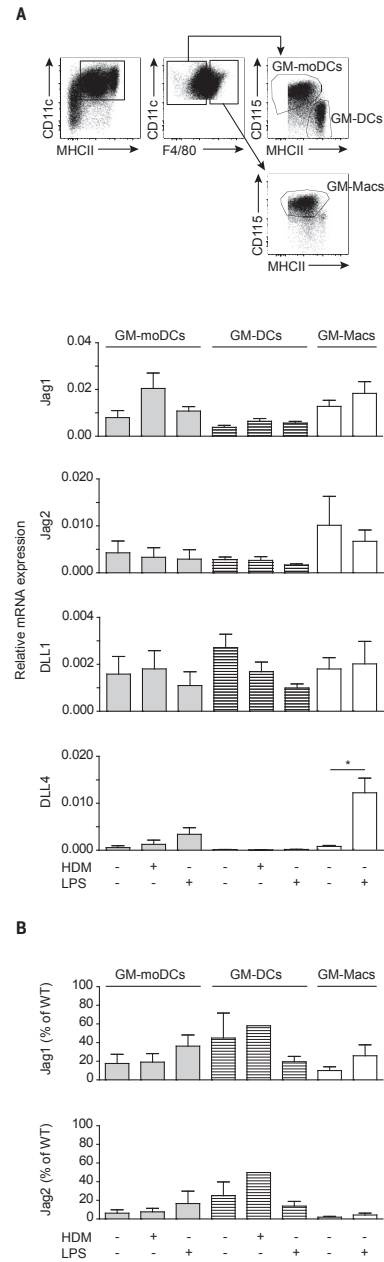 A
CD11c
MHCII
CD11c
F4/80
CD115
GM-moDCs
GM-DCs
MHCII
CD115
GM-Macs
MHCII
GM-moDCs GM-DCs GM-Macs
Relative mRNA expression
Jag1
0.04
0.02
0.00
Jag2
0.020
0.010
0.000
DLL1
0.004
0.002
0.000
DLL4
0.020
0.010
0.000
*
HDM - + - - + - - -
LPS - - + - - + - +
B
GM-moDCs GM-DCs GM-Macs
Jag1 (% of WT)
100
80
60
40
20
0
Jag2 (% of WT)
100
80
60
40
20
0
HDM - + - - + - - -
LPS - - + - - + - +